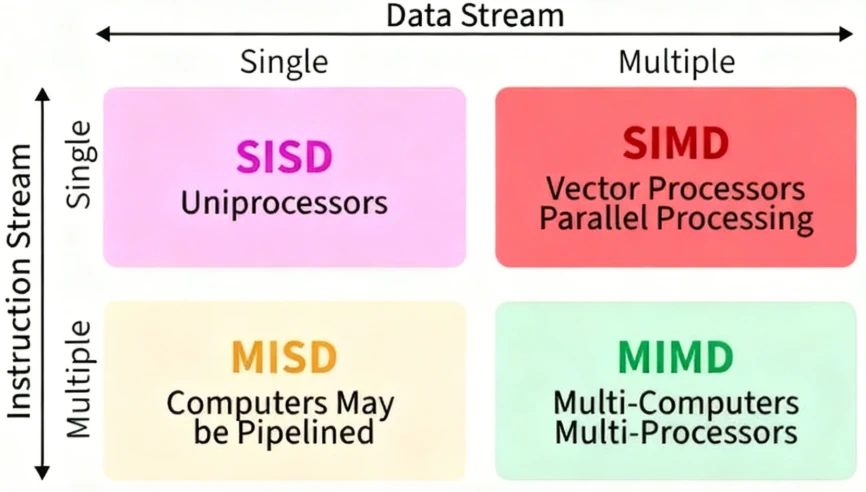 Data Stream
Single
Multiple
Instruction Stream
Single
SISD
Uniprocessors
SIMD
Vector Processors
Parallel Processing
Multiple
MISD
Computers May
be Pipelined
MIMD
Multi-Computers
Multi-Processors